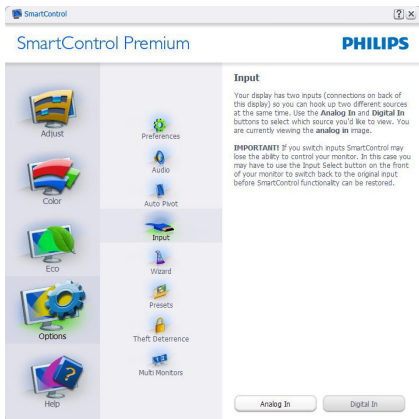 SmartControl
SmartControl Premium
PHILIPS
Adjust
Color
Eco
Options
Help
Preferences
Audio
Auto Pivot
Input
Wizard
Presets
Theft Deterrence
Multi Monitors
Input
Your display has two inputs (connections on back of
this display) so you can hook up two different sources
at the same time. Use the Analog In and Digital In
buttons to select which source you'd like to view. You
are currently viewing the analog in image.
IMPORTANT! If you switch inputs SmartControl may
lose the ability to control your monitor. In this case you
may have to use the Input Select button on the front
of your monitor to switch back to the original input
before SmartControl functionality can be restored.
Analog In
Digital In